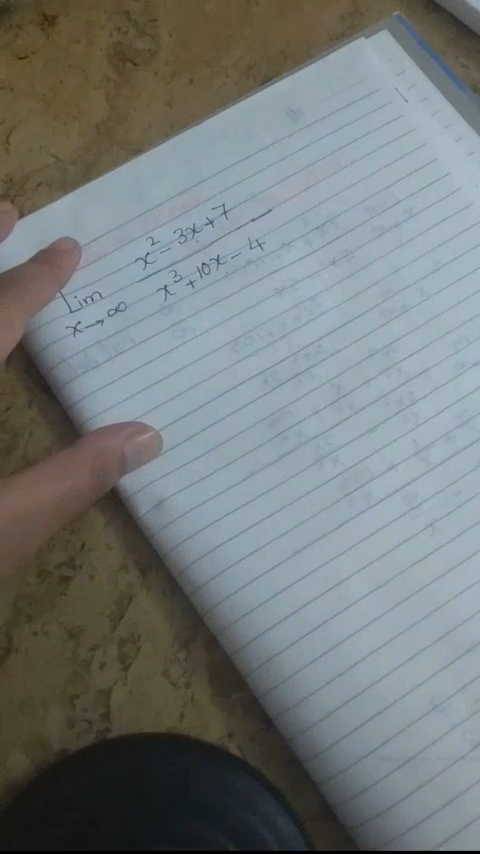 x² - 3x + 7
Lim
x³ + 10x - 4
x→∞